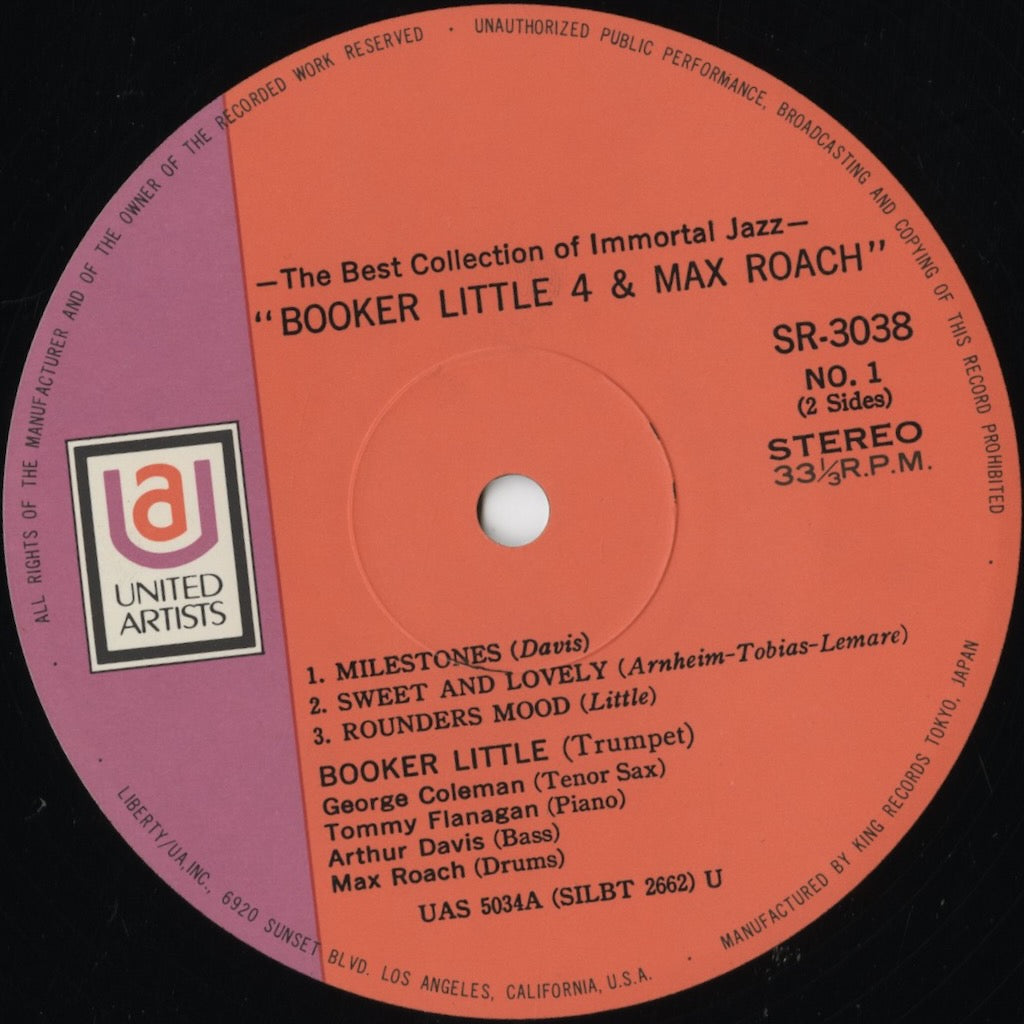 ALL RIGHTS OF THE MANUFACTURER AND OF THE OWNER OF THE RECORDED WORK RESERVED · UNAUTHORIZED PUBLIC PERFORMANCE, BROADCASTING AND COPYING OF THIS RECORD PROHIBITED
—The Best Collection of Immortal Jazz—
"BOOKER LITTLE 4 & MAX ROACH"
SR-3038
NO. 1
(2 Sides)
STEREO
33⅓R.P.M.
ua
UNITED
ARTISTS
1. MILESTONES (Davis)
2. SWEET AND LOVELY (Arnheim-Tobias-Lemare)
3. ROUNDERS MOOD (Little)
BOOKER LITTLE (Trumpet)
George Coleman (Tenor Sax)
Tommy Flanagan (Piano)
Arthur Davis (Bass)
Max Roach (Drums)
UAS 5034A (SILBT 2662) U
LIBERTY/UA,INC., 6920 SUNSET BLVD. LOS ANGELES, CALIFORNIA, U.S.A. · MANUFACTURED BY KING RECORDS TOKYO, JAPAN